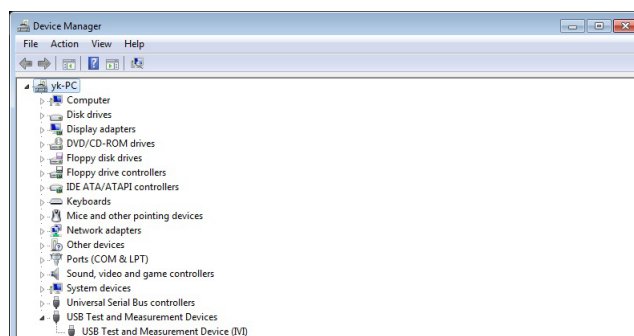 Device Manager
File Action View Help
yk-PC
Computer
Disk drives
Display adapters
DVD/CD-ROM drives
Floppy disk drives
Floppy drive controllers
IDE ATA/ATAPI controllers
Keyboards
Mice and other pointing devices
Network adapters
Other devices
Ports (COM & LPT)
Sound, video and game controllers
System devices
Universal Serial Bus controllers
USB Test and Measurement Devices
USB Test and Measurement Device (IVI)